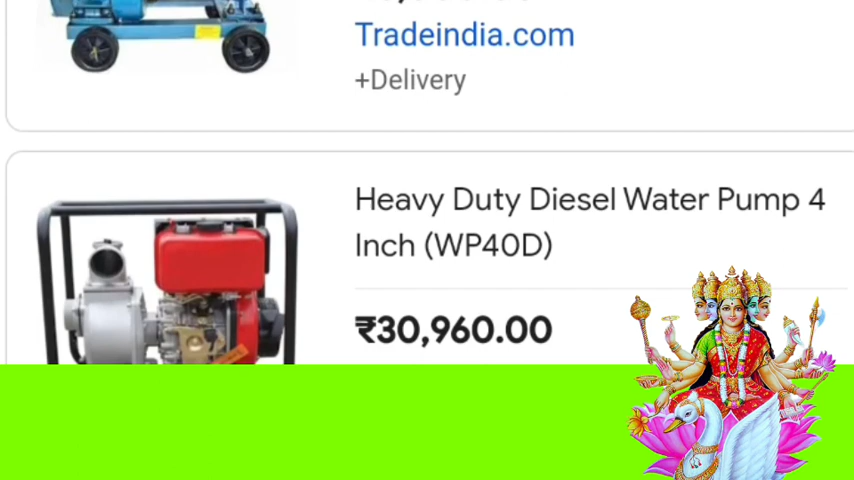 Tradeindia.com
+Delivery
Heavy Duty Diesel Water Pump 4
Inch (WP40D)
₹30,960.00